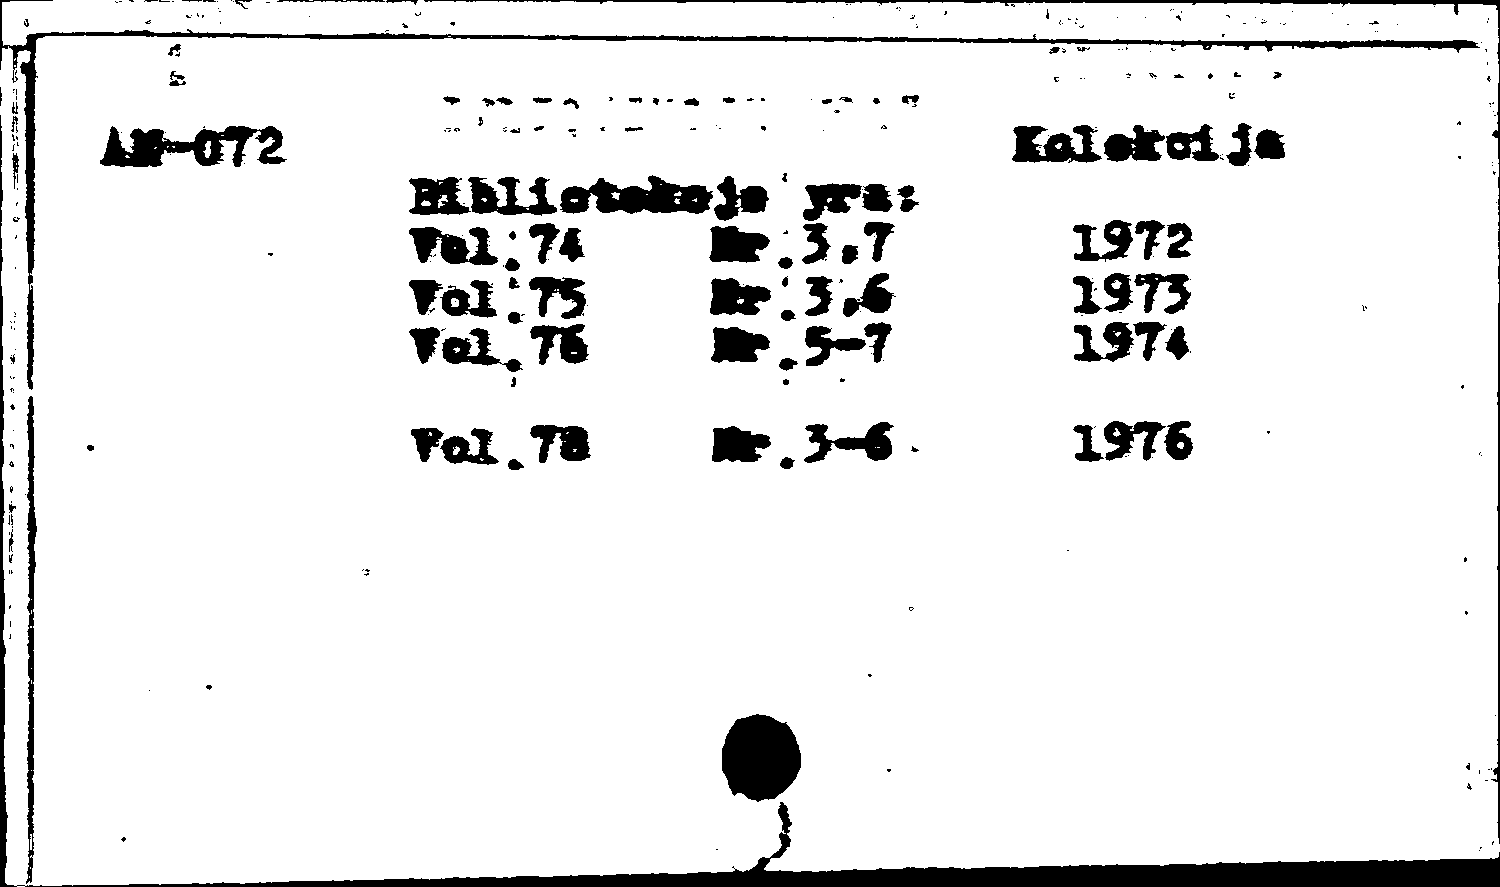 AM-072 Kolekcija
Bibliotekoje yra:
Vol.74 Nr.3,7 1972
Vol.75 Nr.3,6 1973
Vol.76 Nr.5-7 1974
Vol.78 Nr.3-6 1976